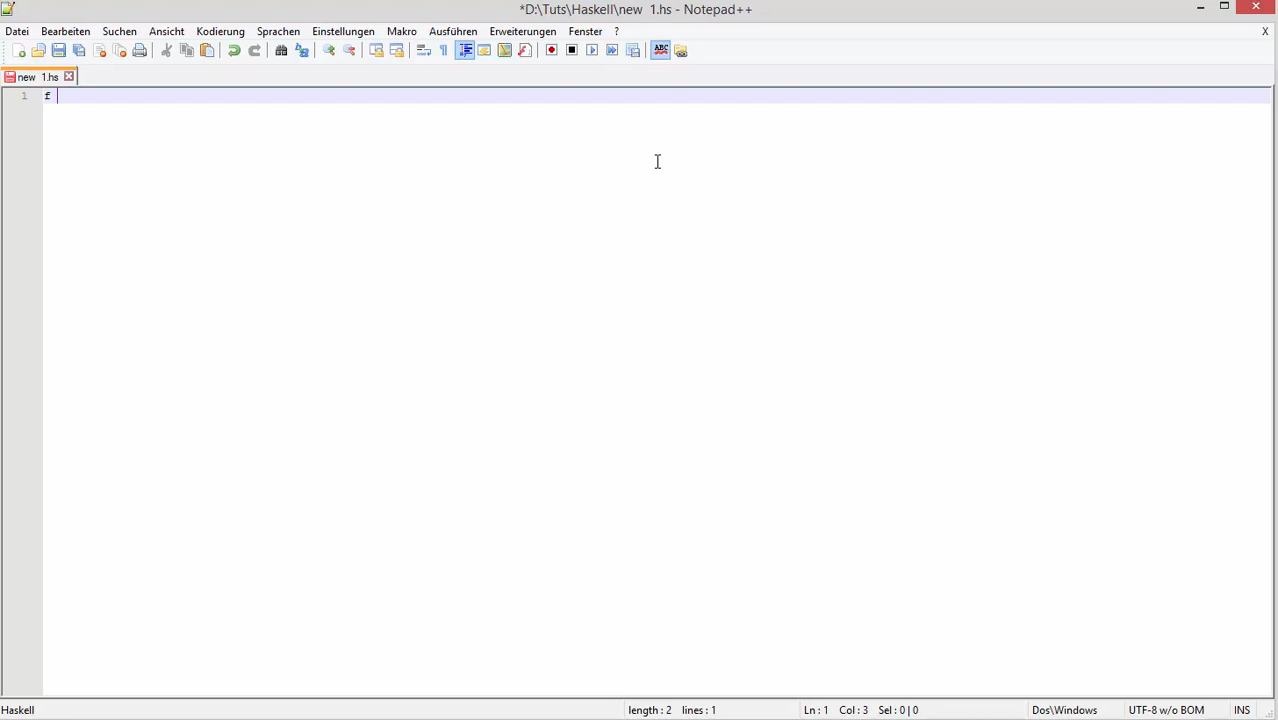 *D:\Tuts\Haskell\new 1.hs - Notepad++
Datei Bearbeiten Suchen Ansicht Kodierung Sprachen Einstellungen Makro Ausführen Erweiterungen Fenster ? X
ABC
new 1.hs
1 f
Haskell length : 2 lines : 1 Ln : 1 Col : 3 Sel : 0 | 0 Dos\Windows UTF-8 w/o BOM INS